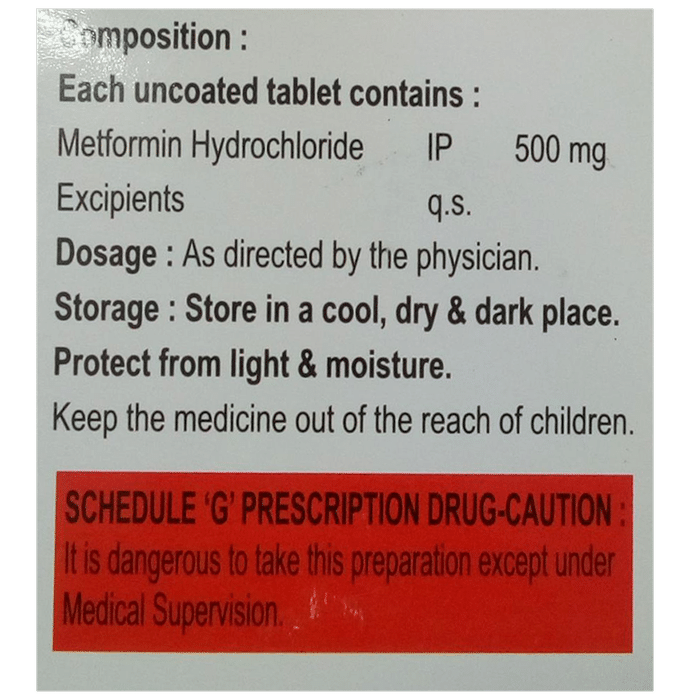 Composition :
Each uncoated tablet contains :
Metformin Hydrochloride IP 500 mg
Excipients q.s.
Dosage : As directed by the physician.
Storage : Store in a cool, dry & dark place.
Protect from light & moisture.
Keep the medicine out of the reach of children.
SCHEDULE ‘G’ PRESCRIPTION DRUG-CAUTION :
It is dangerous to take this preparation except under
Medical Supervision.